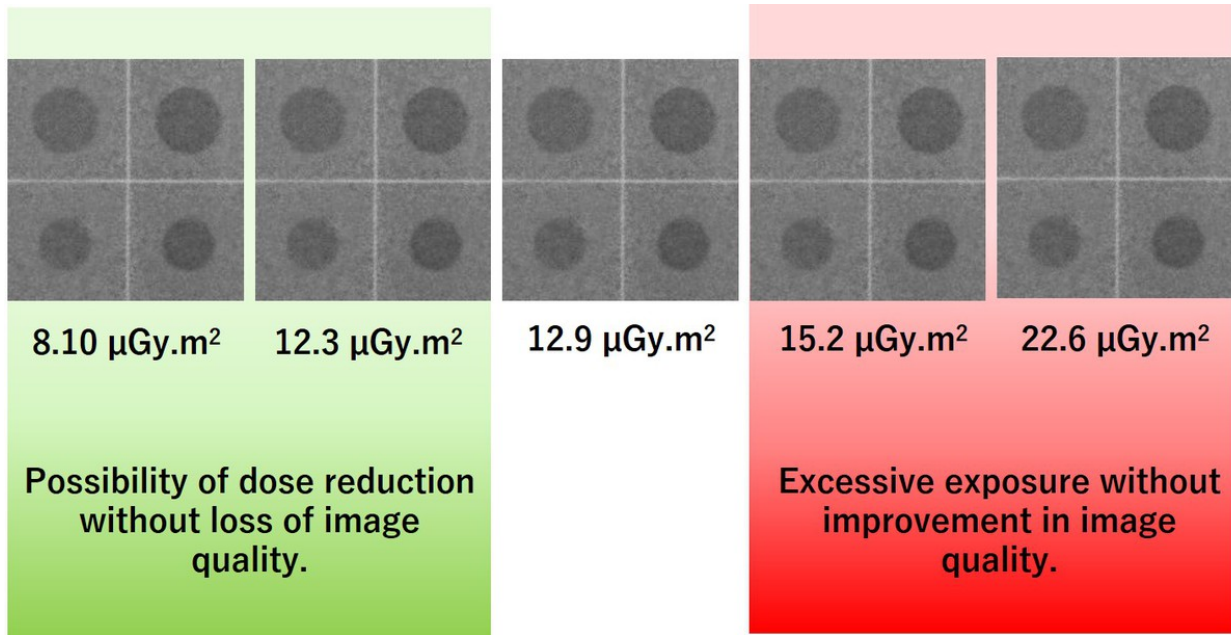 8.10 μGy.m²
12.3 μGy.m²
12.9 μGy.m²
15.2 μGy.m²
22.6 μGy.m²
Possibility of dose reduction
without loss of image
quality.
Excessive exposure without
improvement in image
quality.